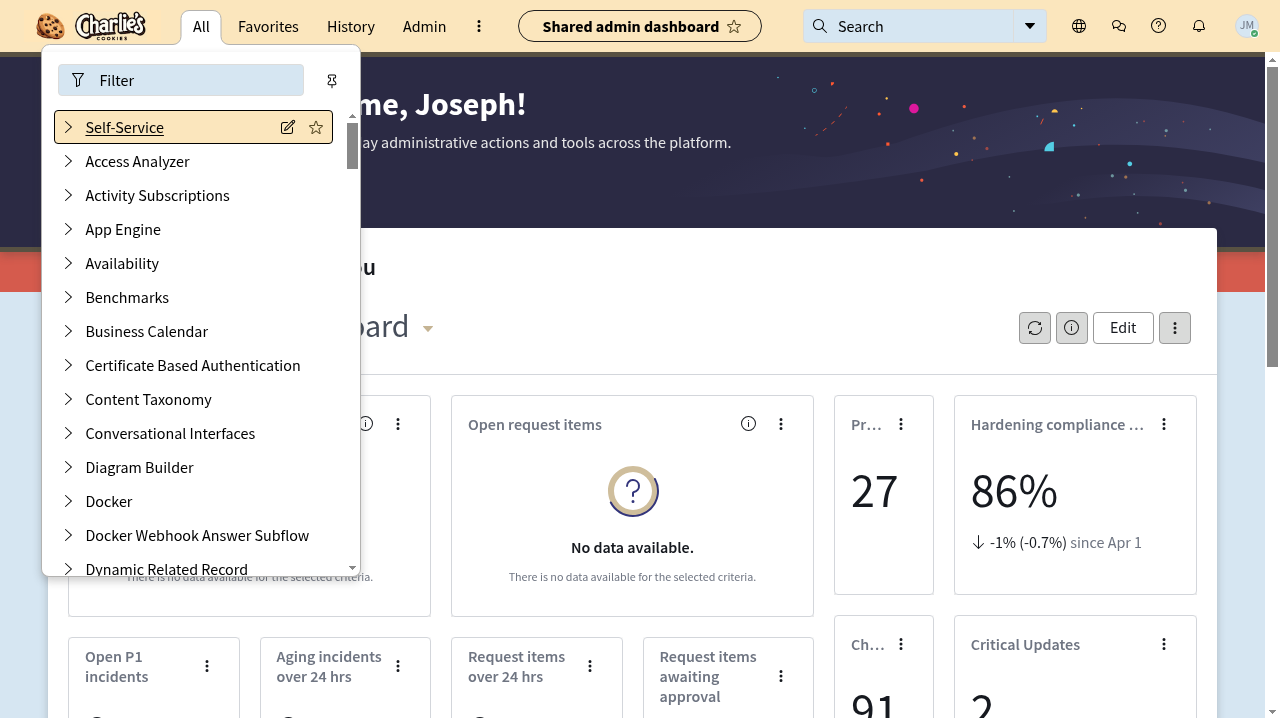 Charlie's
COOKIES
All
Favorites
History
Admin
Shared admin dashboard
Search
JM
Filter
Self-Service
Access Analyzer
Activity Subscriptions
App Engine
Availability
Benchmarks
Business Calendar
Certificate Based Authentication
Content Taxonomy
Conversational Interfaces
Diagram Builder
Docker
Docker Webhook Answer Subflow
Dynamic Related Record
me, Joseph!
ay administrative actions and tools across the platform.
ou
oard
Edit
There is no data available for the selected criteria.
Open request items
?
No data available.
There is no data available for the selected criteria.
Pr...
27
Hardening compliance ...
86%
-1% (-0.7%) since Apr 1
Open P1
incidents
Aging incidents
over 24 hrs
Request items
over 24 hrs
Request items
awaiting
approval
Ch...
91
Critical Updates
2